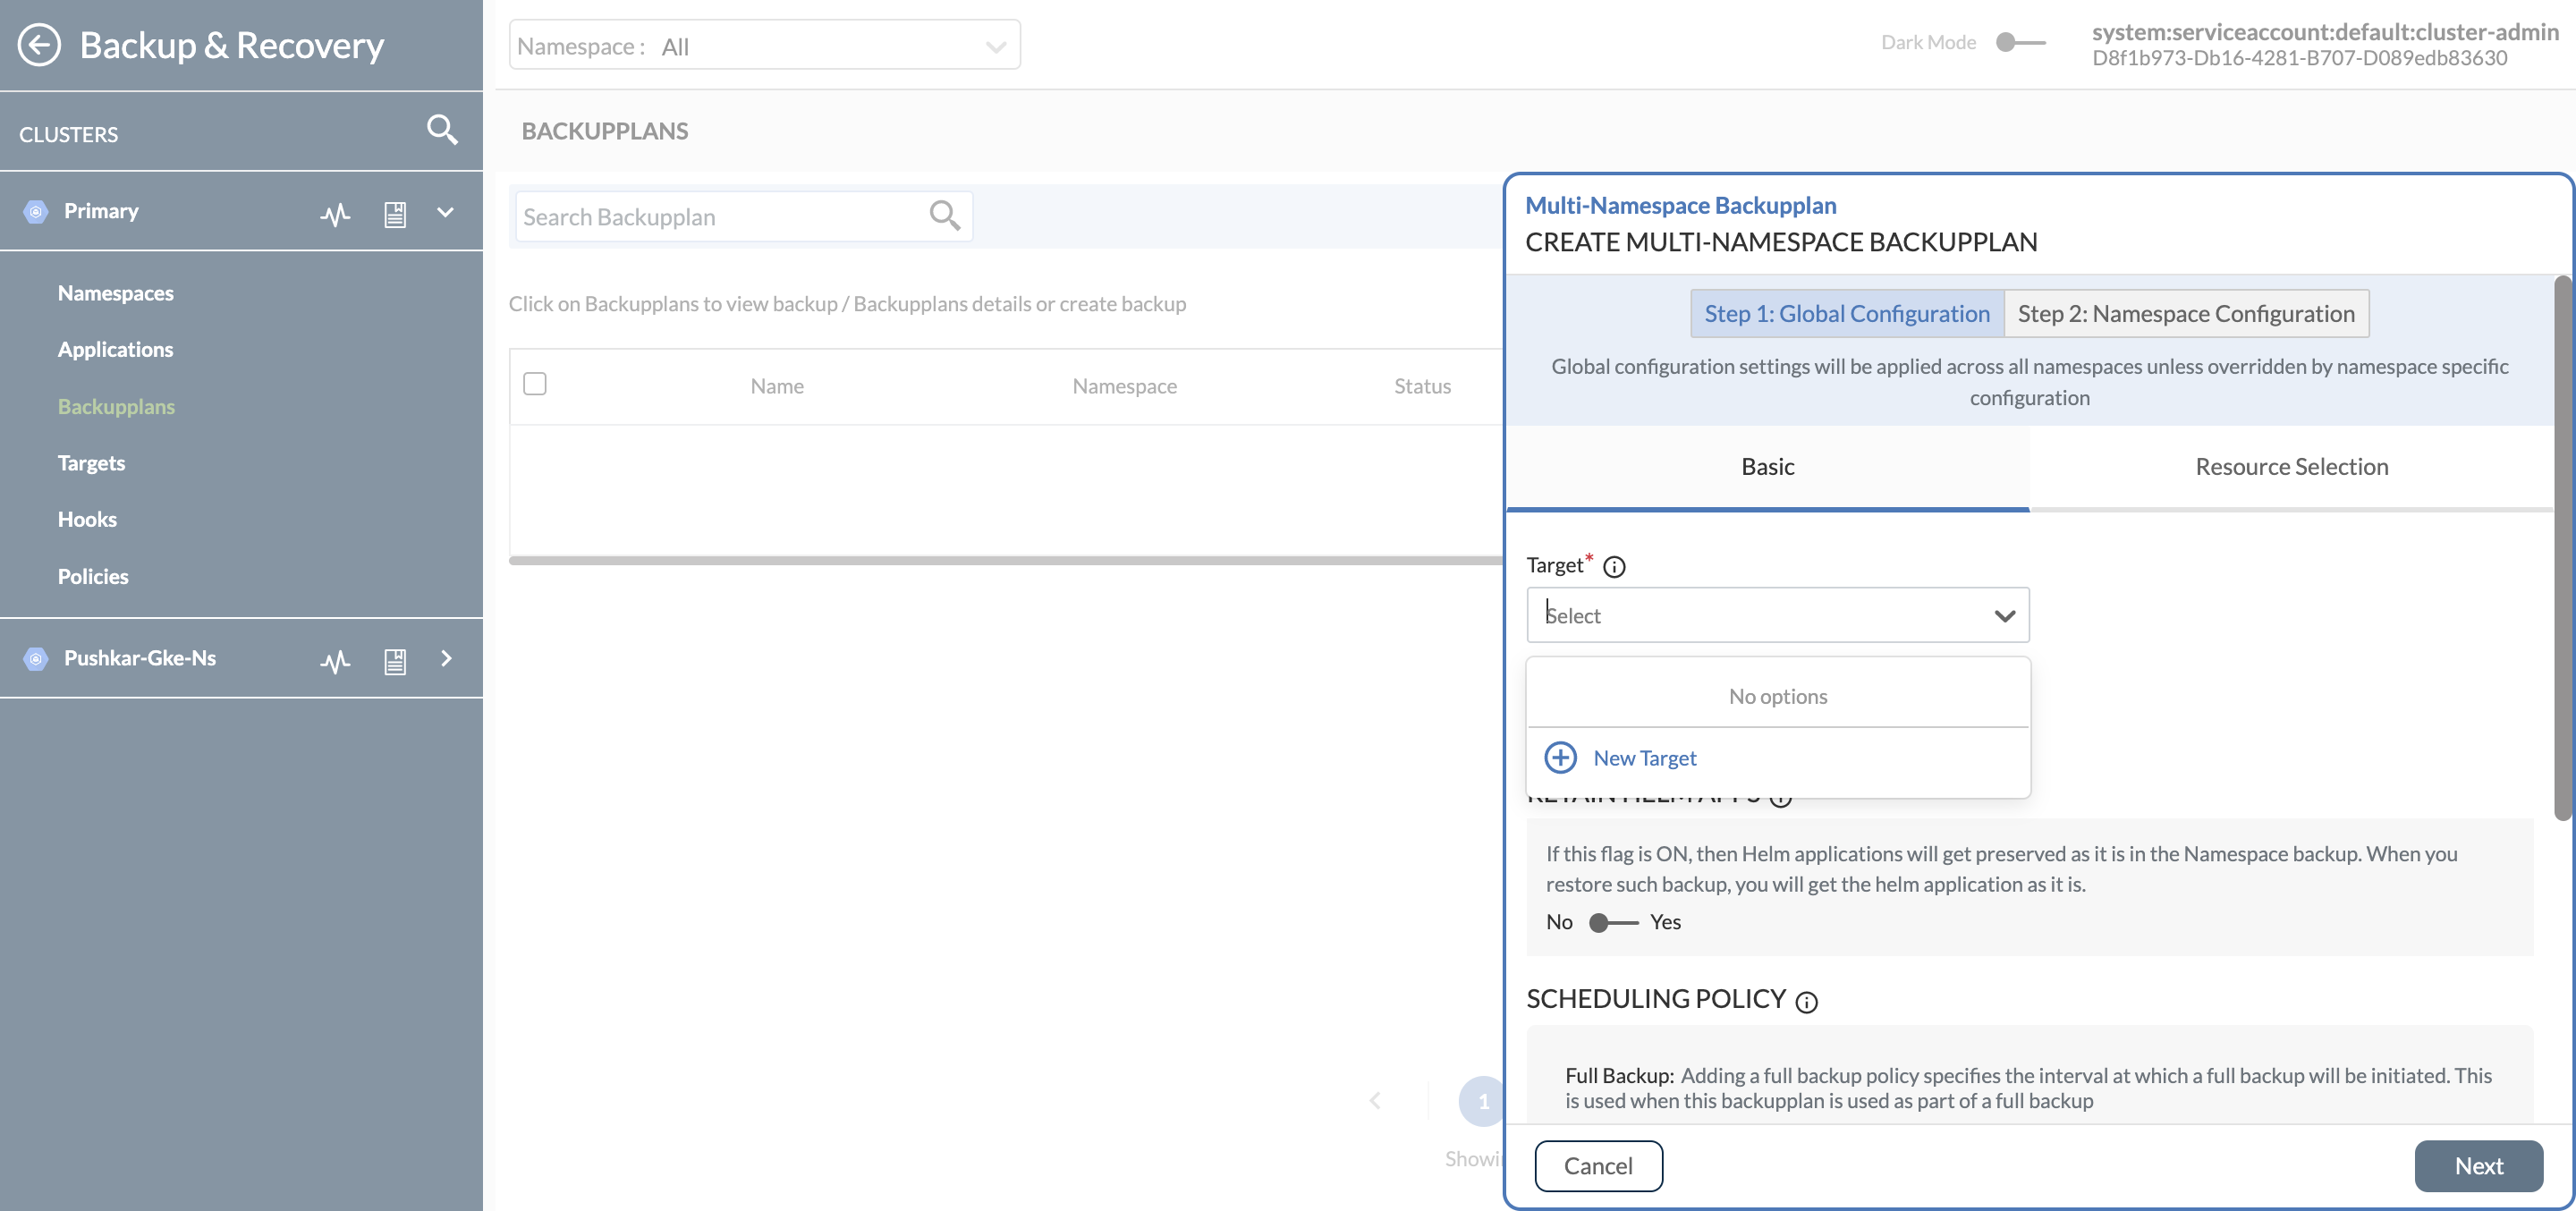 Backup & Recovery
CLUSTERS
Primary
Namespaces
Applications
Backupplans
Targets
Hooks
Policies
Pushkar-Gke-Ns
Namespace : All
Dark Mode
system:serviceaccount:default:cluster-admin
D8f1b973-Db16-4281-B707-D089edb83630
BACKUPPLANS
Search Backupplan
Click on Backupplans to view backup / Backupplans details or create backup
Name Namespace Status
1
Multi-Namespace Backupplan
CREATE MULTI-NAMESPACE BACKUPPLAN
Step 1: Global Configuration Step 2: Namespace Configuration
Global configuration settings will be applied across all namespaces unless overridden by namespace specific
configuration
Basic Resource Selection
Target*
Select
No options
New Target
RETAIN HELM APPS
If this flag is ON, then Helm applications will get preserved as it is in the Namespace backup. When you
restore such backup, you will get the helm application as it is.
No Yes
SCHEDULING POLICY
Full Backup: Adding a full backup policy specifies the interval at which a full backup will be initiated. This
is used when this backupplan is used as part of a full backup
Cancel Next